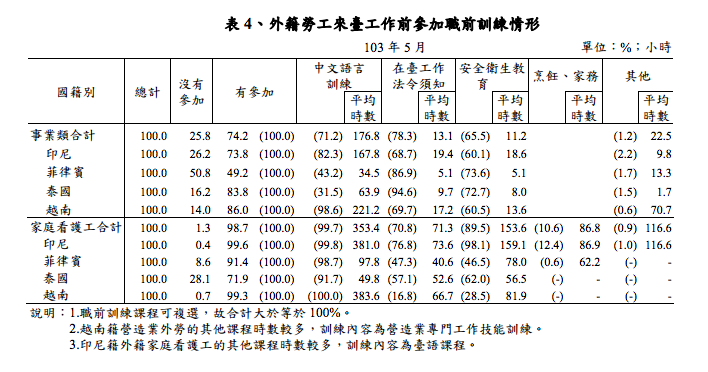 表 4、外籍勞工來臺工作前參加職前訓練情形
103 年 5 月
單位：%；小時
國籍別 總計 沒有參加 有參加 中文語言訓練 平均時數 在臺工作法令須知 平均時數 安全衛生教育 平均時數 烹飪、家務 平均時數 其他 平均時數
事業類合計 100.0 25.8 74.2 (100.0) (71.2) 176.8 (78.3) 13.1 (65.5) 11.2 (1.2) 22.5
印尼 100.0 26.2 73.8 (100.0) (82.3) 167.8 (68.7) 19.4 (60.1) 18.6 (2.2) 9.8
菲律賓 100.0 50.8 49.2 (100.0) (43.2) 34.5 (86.9) 5.1 (73.6) 5.1 (1.7) 13.3
泰國 100.0 16.2 83.8 (100.0) (31.5) 63.9 (94.6) 9.7 (72.7) 8.0 (1.5) 1.7
越南 100.0 14.0 86.0 (100.0) (98.6) 221.2 (69.7) 17.2 (60.5) 13.6 (0.6) 70.7
家庭看護工合計 100.0 1.3 98.7 (100.0) (99.7) 353.4 (70.8) 71.3 (89.5) 153.6 (10.6) 86.8 (0.9) 116.6
印尼 100.0 0.4 99.6 (100.0) (99.8) 381.0 (76.8) 73.6 (98.1) 159.1 (12.4) 86.9 (1.0) 116.6
菲律賓 100.0 8.6 91.4 (100.0) (98.7) 97.8 (47.3) 40.6 (46.5) 78.0 (0.6) 62.2 (-) -
泰國 100.0 28.1 71.9 (100.0) (91.7) 49.8 (57.1) 52.6 (62.0) 56.5 (-) - (-) -
越南 100.0 0.7 99.3 (100.0) (100.0) 383.6 (16.8) 66.7 (28.5) 81.9 (-) - (-) -
說明：1.職前訓練課程可複選，故合計大於等於 100%。
2.越南籍營造業外勞的其他課程時數較多，訓練內容為營造業專門工作技能訓練。
3.印尼籍外籍家庭看護工的其他課程時數較多，訓練內容為臺語課程。